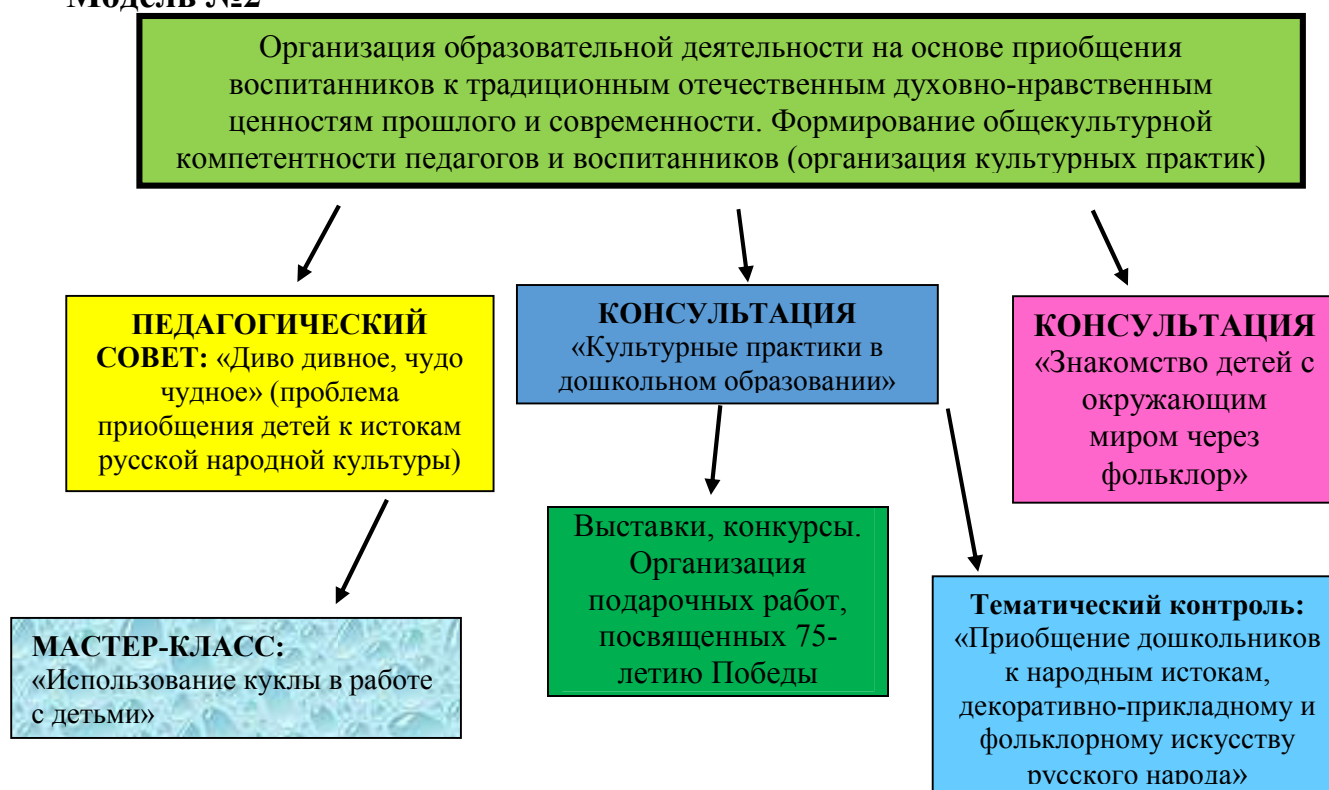 Модель №2
Организация образовательной деятельности на основе приобщения
воспитанников к традиционным отечественным духовно-нравственным
ценностям прошлого и современности. Формирование общекультурной
компетентности педагогов и воспитанников (организация культурных практик)
ПЕДАГОГИЧЕСКИЙ
СОВЕТ: «Диво дивное, чудо
чудное» (проблема
приобщения детей к истокам
русской народной культуры)
КОНСУЛЬТАЦИЯ
«Культурные практики в
дошкольном образовании»
КОНСУЛЬТАЦИЯ
«Знакомство детей с
окружающим
миром через
фольклор»
МАСТЕР-КЛАСС:
«Использование куклы в работе
с детьми»
Выставки, конкурсы.
Организация
подарочных работ,
посвященных 75-
летию Победы
Тематический контроль:
«Приобщение дошкольников
к народным истокам,
декоративно-прикладному и
фольклорному искусству
русского народа»